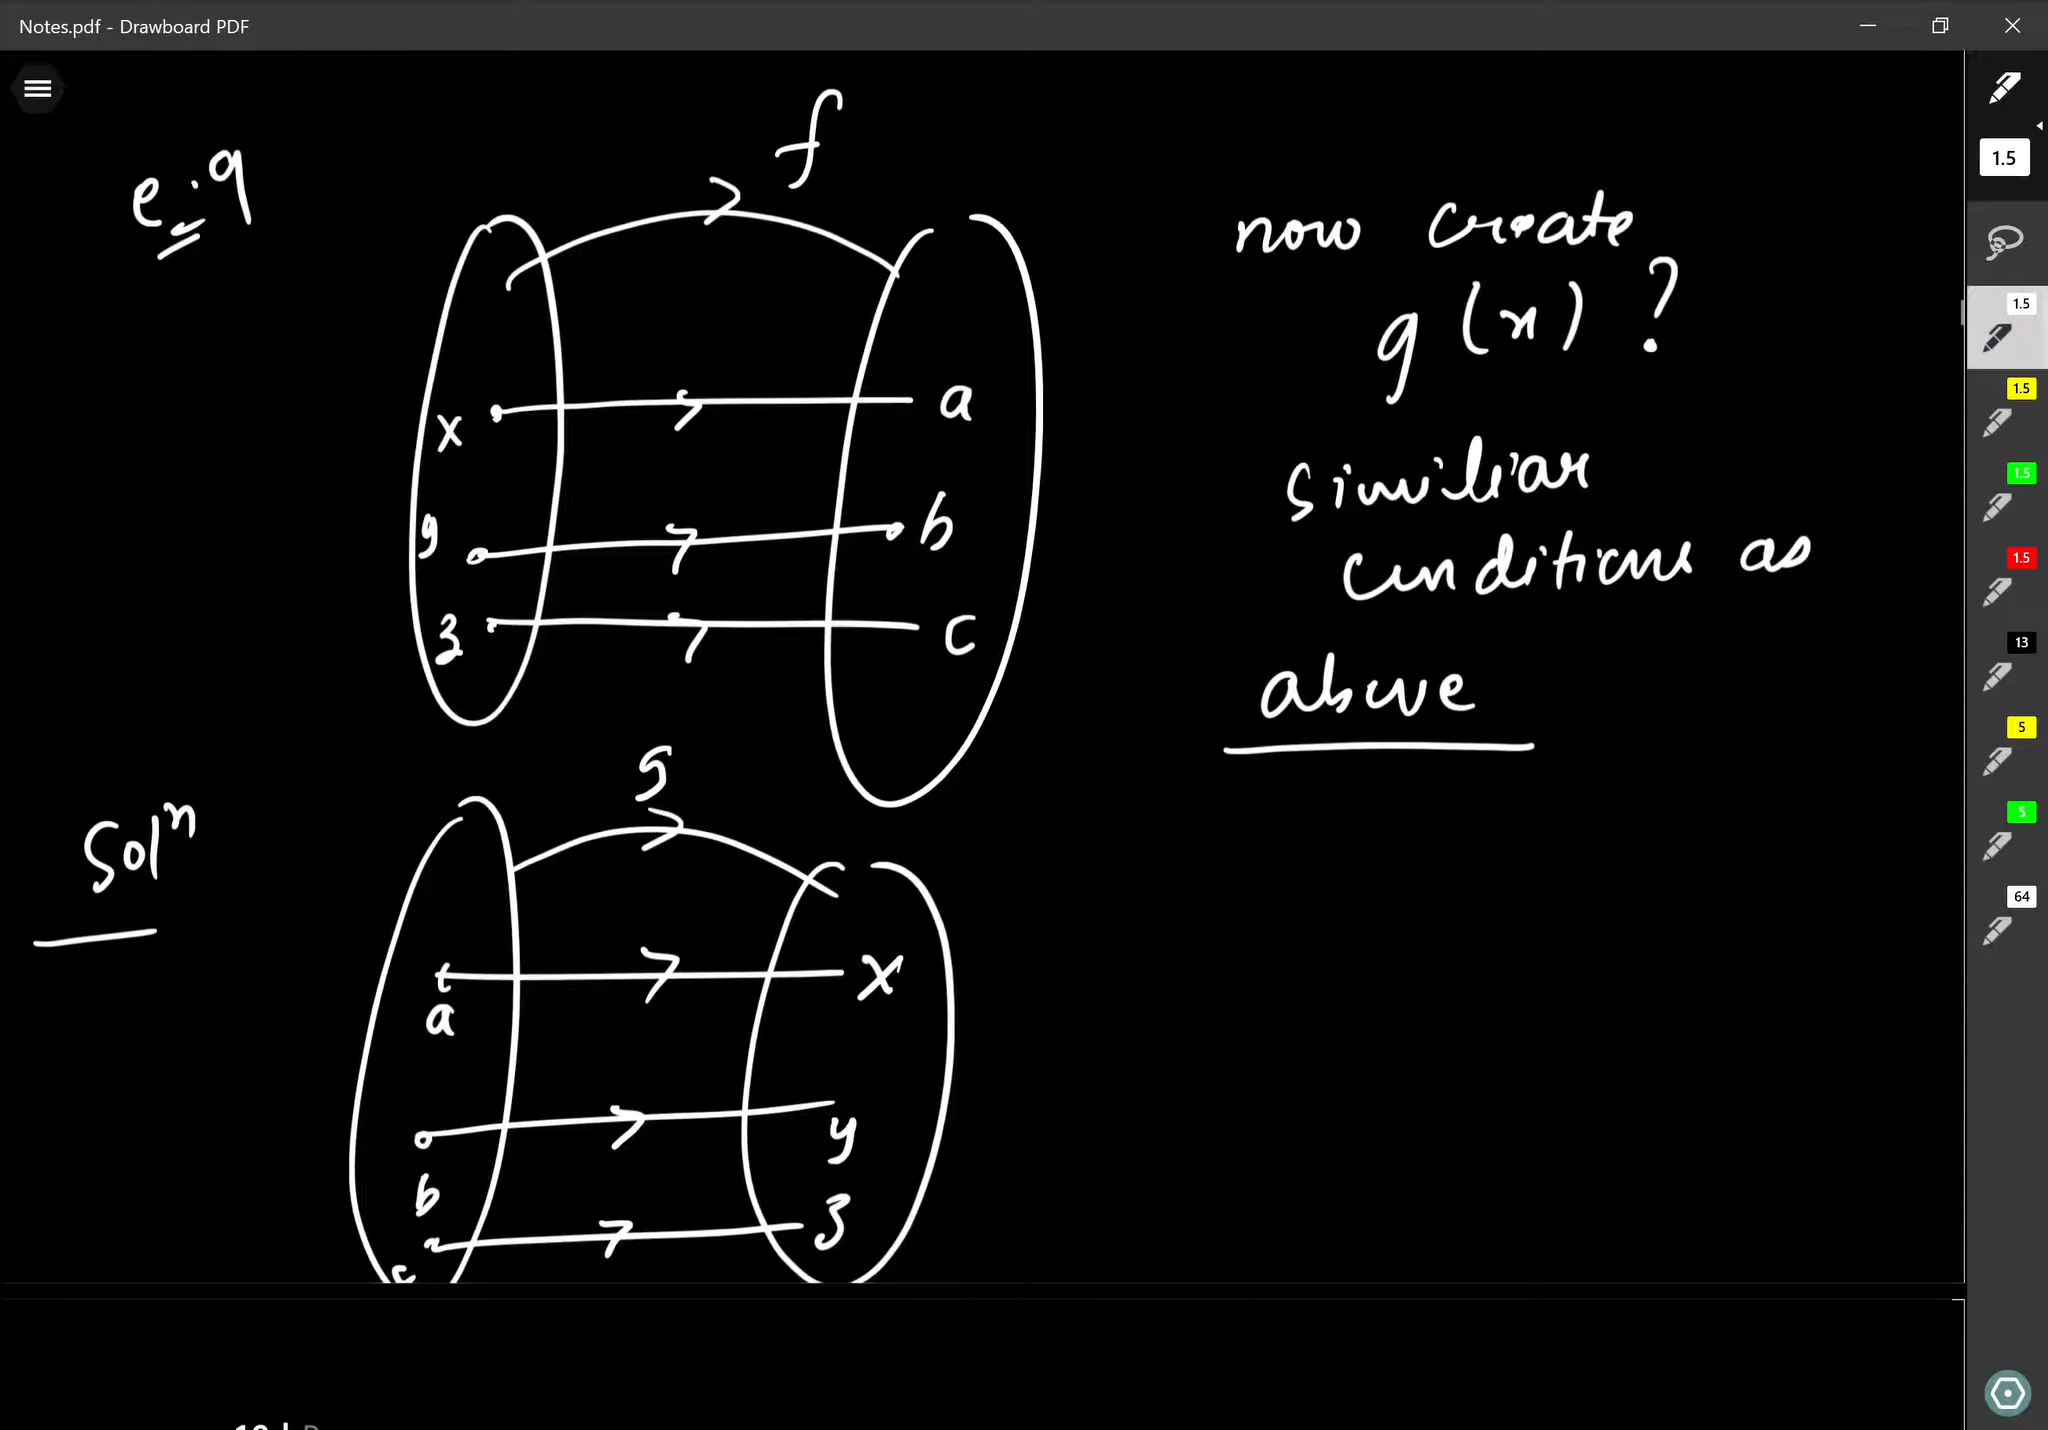 Notes.pdf - Drawboard PDF
e.g
f
now create
g (x) ?
similiar
conditions as
above
x
a
y
b
z
c
g
Solⁿ
a
x
b
y
c
z
1.5
1.5
1.5
1.5
1.5
13
5
5
64